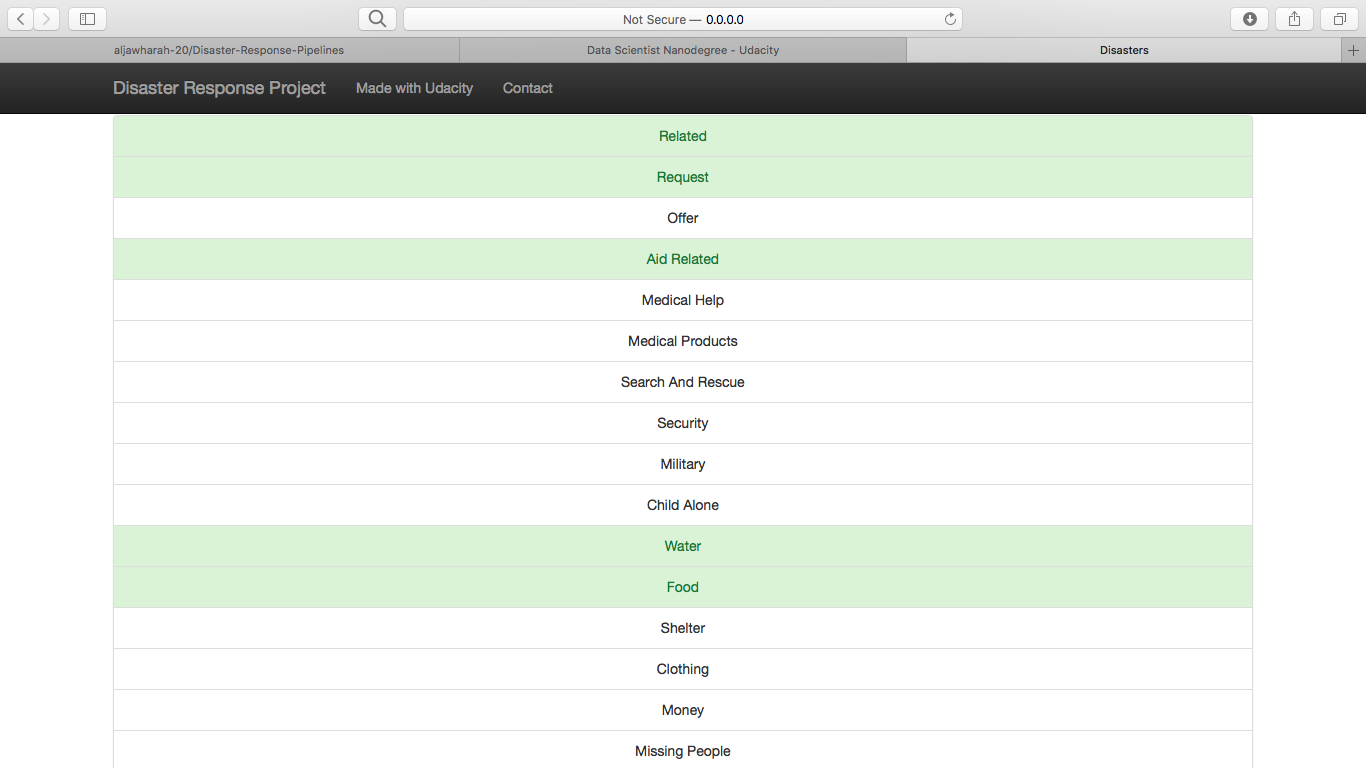 Not Secure — 0.0.0.0
aljawharah-20/Disaster-Response-Pipelines
Data Scientist Nanodegree - Udacity
Disasters
Disaster Response Project
Made with Udacity
Contact
Related
Request
Offer
Aid Related
Medical Help
Medical Products
Search And Rescue
Security
Military
Child Alone
Water
Food
Shelter
Clothing
Money
Missing People